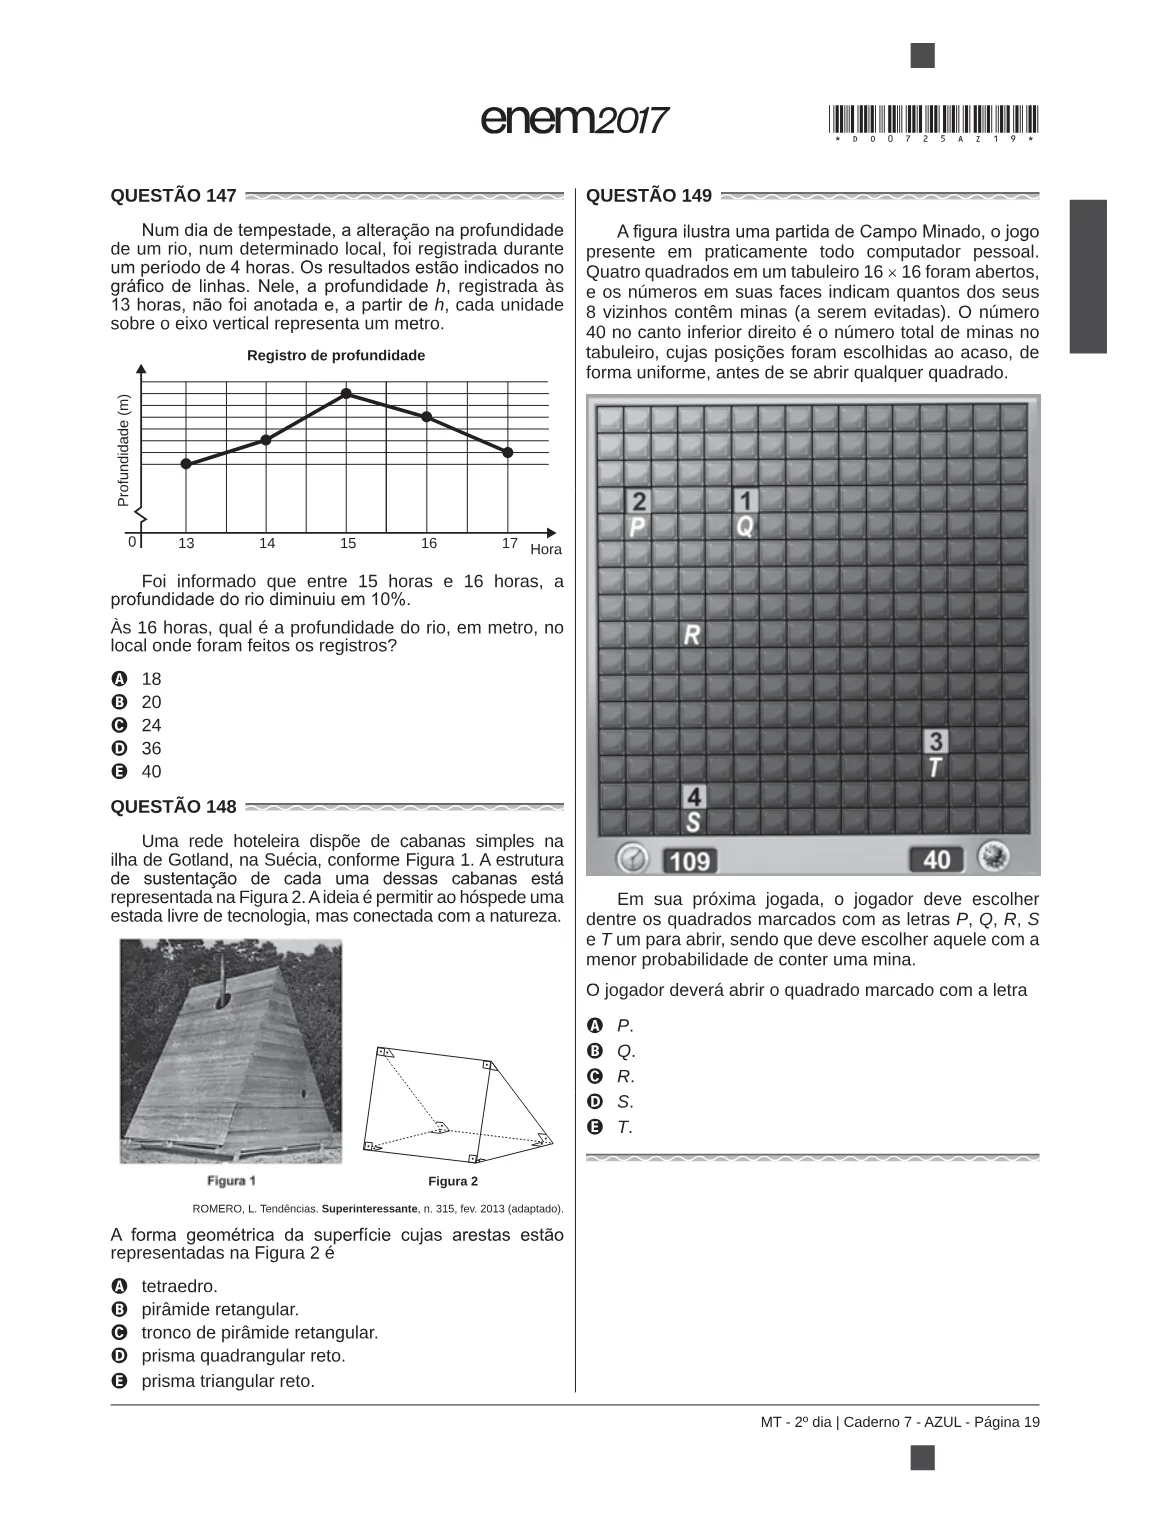 enem2017
*D00725AZ19*
QUESTÃO 147
Num dia de tempestade, a alteração na profundidade
de um rio, num determinado local, foi registrada durante
um período de 4 horas. Os resultados estão indicados no
gráfico de linhas. Nele, a profundidade h, registrada às
13 horas, não foi anotada e, a partir de h, cada unidade
sobre o eixo vertical representa um metro.
Registro de profundidade
Profundidade (m)
0
13
14
15
16
17
Hora
Foi informado que entre 15 horas e 16 horas, a
profundidade do rio diminuiu em 10%.
Às 16 horas, qual é a profundidade do rio, em metro, no
local onde foram feitos os registros?
A 18
B 20
C 24
D 36
E 40
QUESTÃO 148
Uma rede hoteleira dispõe de cabanas simples na
ilha de Gotland, na Suécia, conforme Figura 1. A estrutura
de sustentação de cada uma dessas cabanas está
representada na Figura 2. A ideia é permitir ao hóspede uma
estada livre de tecnologia, mas conectada com a natureza.
Figura 1
Figura 2
ROMERO, L. Tendências. Superinteressante, n. 315, fev. 2013 (adaptado).
A forma geométrica da superfície cujas arestas estão
representadas na Figura 2 é
A tetraedro.
B pirâmide retangular.
C tronco de pirâmide retangular.
D prisma quadrangular reto.
E prisma triangular reto.
QUESTÃO 149
A figura ilustra uma partida de Campo Minado, o jogo
presente em praticamente todo computador pessoal.
Quatro quadrados em um tabuleiro 16 × 16 foram abertos,
e os números em suas faces indicam quantos dos seus
8 vizinhos contêm minas (a serem evitadas). O número
40 no canto inferior direito é o número total de minas no
tabuleiro, cujas posições foram escolhidas ao acaso, de
forma uniforme, antes de se abrir qualquer quadrado.
2
1
P
Q
R
3
T
4
S
109
40
Em sua próxima jogada, o jogador deve escolher
dentre os quadrados marcados com as letras P, Q, R, S
e T um para abrir, sendo que deve escolher aquele com a
menor probabilidade de conter uma mina.
O jogador deverá abrir o quadrado marcado com a letra
A P.
B Q.
C R.
D S.
E T.
MT - 2º dia | Caderno 7 - AZUL - Página 19